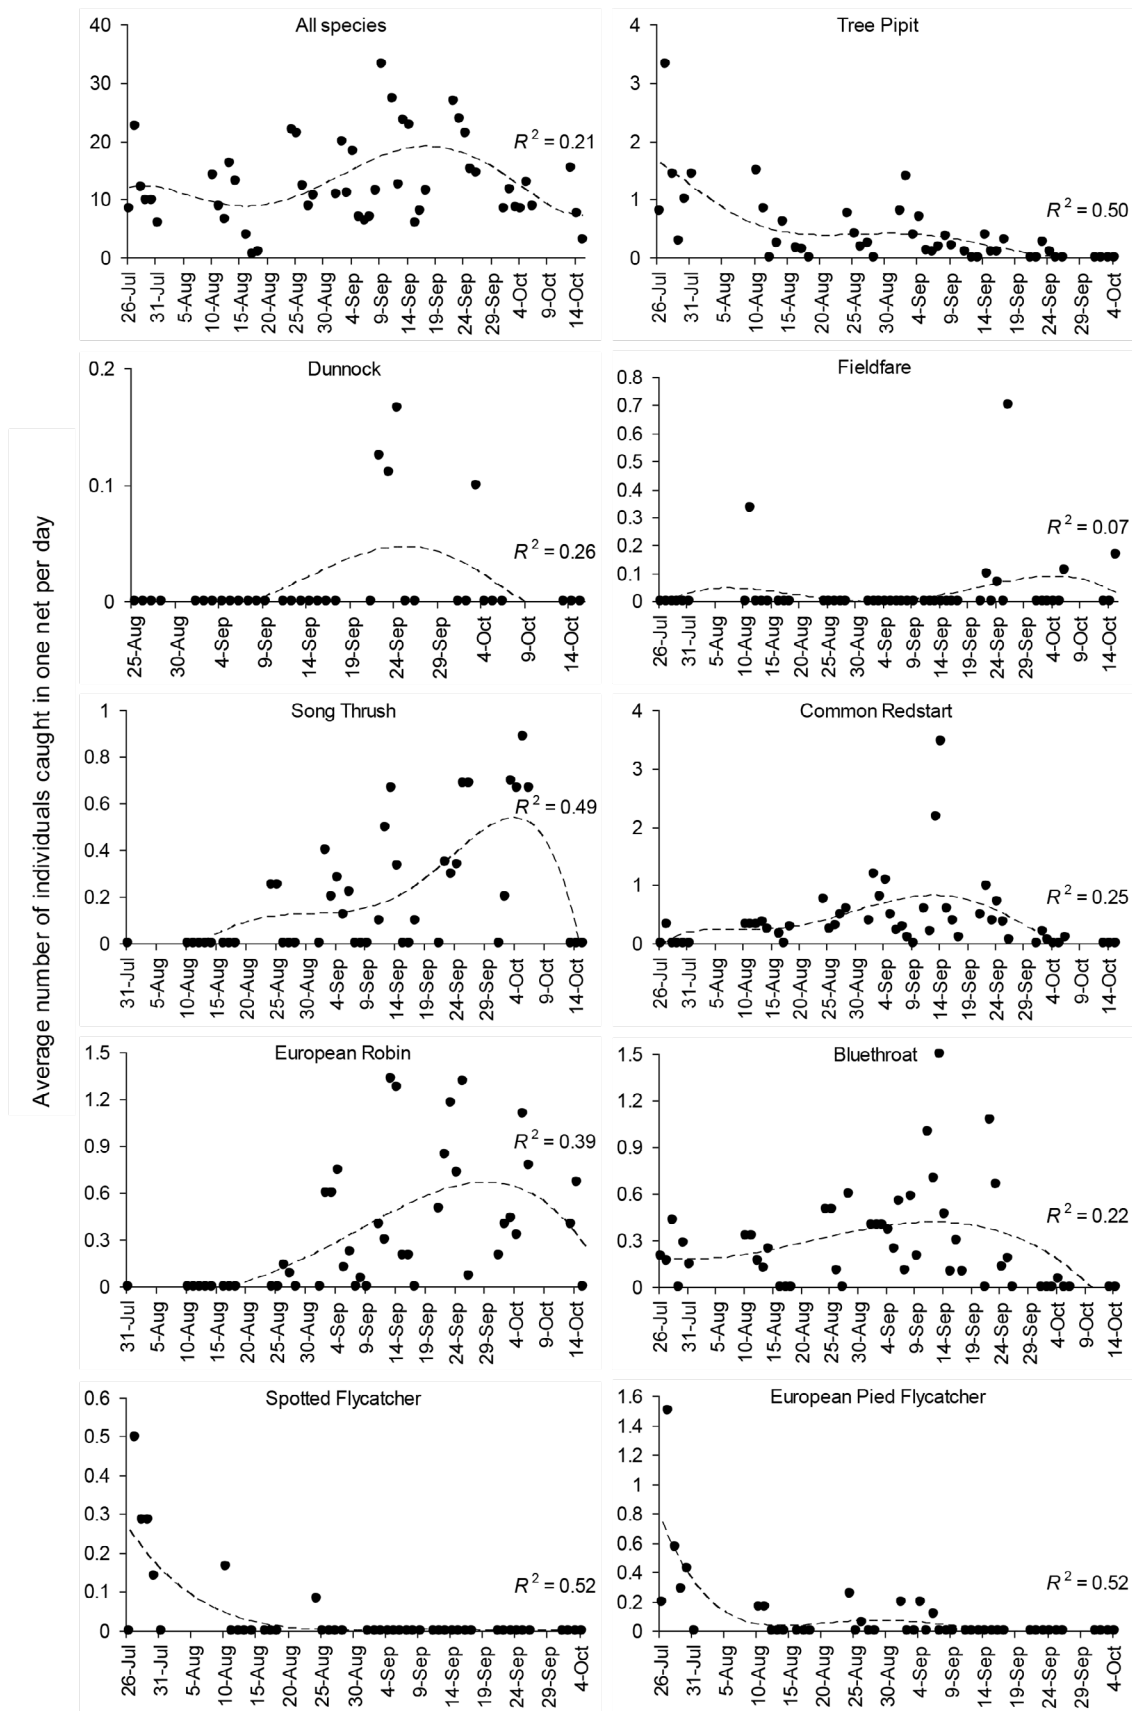 Average number of individuals caught in one net per day
All species
40
30
20
10
0
R² = 0.21
26-Jul 31-Jul 5-Aug 10-Aug 15-Aug 20-Aug 25-Aug 30-Aug 4-Sep 9-Sep 14-Sep 19-Sep 24-Sep 29-Sep 4-Oct 9-Oct 14-Oct
Tree Pipit
4
3
2
1
0
R² = 0.50
26-Jul 31-Jul 5-Aug 10-Aug 15-Aug 20-Aug 25-Aug 30-Aug 4-Sep 9-Sep 14-Sep 19-Sep 24-Sep 29-Sep 4-Oct
Dunnock
0.2
0.1
0
R² = 0.26
25-Aug 30-Aug 4-Sep 9-Sep 14-Sep 19-Sep 24-Sep 29-Sep 4-Oct 9-Oct 14-Oct
Fieldfare
0.8
0.7
0.6
0.5
0.4
0.3
0.2
0.1
0
R² = 0.07
26-Jul 31-Jul 5-Aug 10-Aug 15-Aug 20-Aug 25-Aug 30-Aug 4-Sep 9-Sep 14-Sep 19-Sep 24-Sep 29-Sep 4-Oct 9-Oct 14-Oct
Song Thrush
1
0.8
0.6
0.4
0.2
0
R² = 0.49
31-Jul 5-Aug 10-Aug 15-Aug 20-Aug 25-Aug 30-Aug 4-Sep 9-Sep 14-Sep 19-Sep 24-Sep 29-Sep 4-Oct 9-Oct 14-Oct
Common Redstart
4
3
2
1
0
R² = 0.25
26-Jul 31-Jul 5-Aug 10-Aug 15-Aug 20-Aug 25-Aug 30-Aug 4-Sep 9-Sep 14-Sep 19-Sep 24-Sep 29-Sep 4-Oct 9-Oct 14-Oct
European Robin
1.5
1.2
0.9
0.6
0.3
0
R² = 0.39
31-Jul 5-Aug 10-Aug 15-Aug 20-Aug 25-Aug 30-Aug 4-Sep 9-Sep 14-Sep 19-Sep 24-Sep 29-Sep 4-Oct 9-Oct 14-Oct
Bluethroat
1.5
1.2
0.9
0.6
0.3
0
R² = 0.22
26-Jul 31-Jul 5-Aug 10-Aug 15-Aug 20-Aug 25-Aug 30-Aug 4-Sep 9-Sep 14-Sep 19-Sep 24-Sep 29-Sep 4-Oct 9-Oct 14-Oct
Spotted Flycatcher
0.6
0.5
0.4
0.3
0.2
0.1
0
R² = 0.52
26-Jul 31-Jul 5-Aug 10-Aug 15-Aug 20-Aug 25-Aug 30-Aug 4-Sep 9-Sep 14-Sep 19-Sep 24-Sep 29-Sep 4-Oct
European Pied Flycatcher
1.6
1.4
1.2
1
0.8
0.6
0.4
0.2
0
R² = 0.52
26-Jul 31-Jul 5-Aug 10-Aug 15-Aug 20-Aug 25-Aug 30-Aug 4-Sep 9-Sep 14-Sep 19-Sep 24-Sep 29-Sep 4-Oct